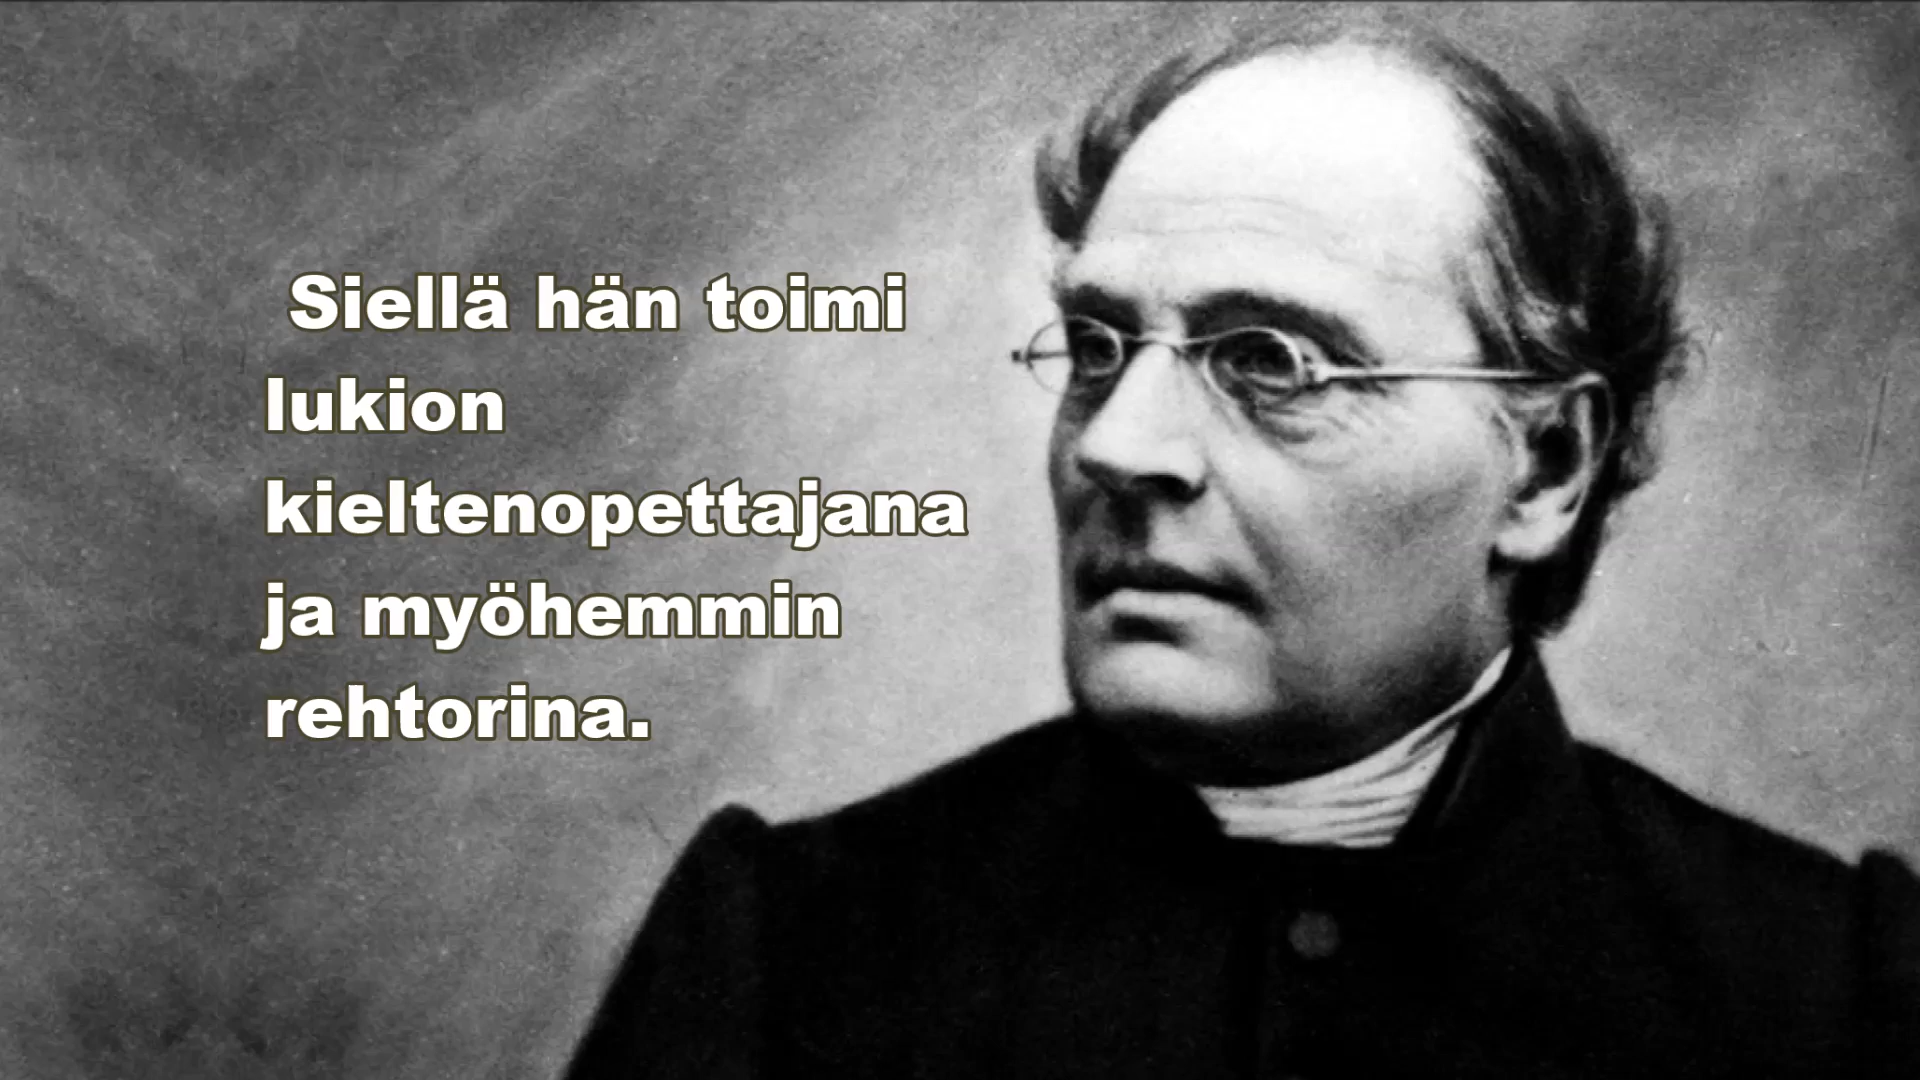 Siellä hän toimi
lukion
kieltenopettajana
ja myöhemmin
rehtorina.